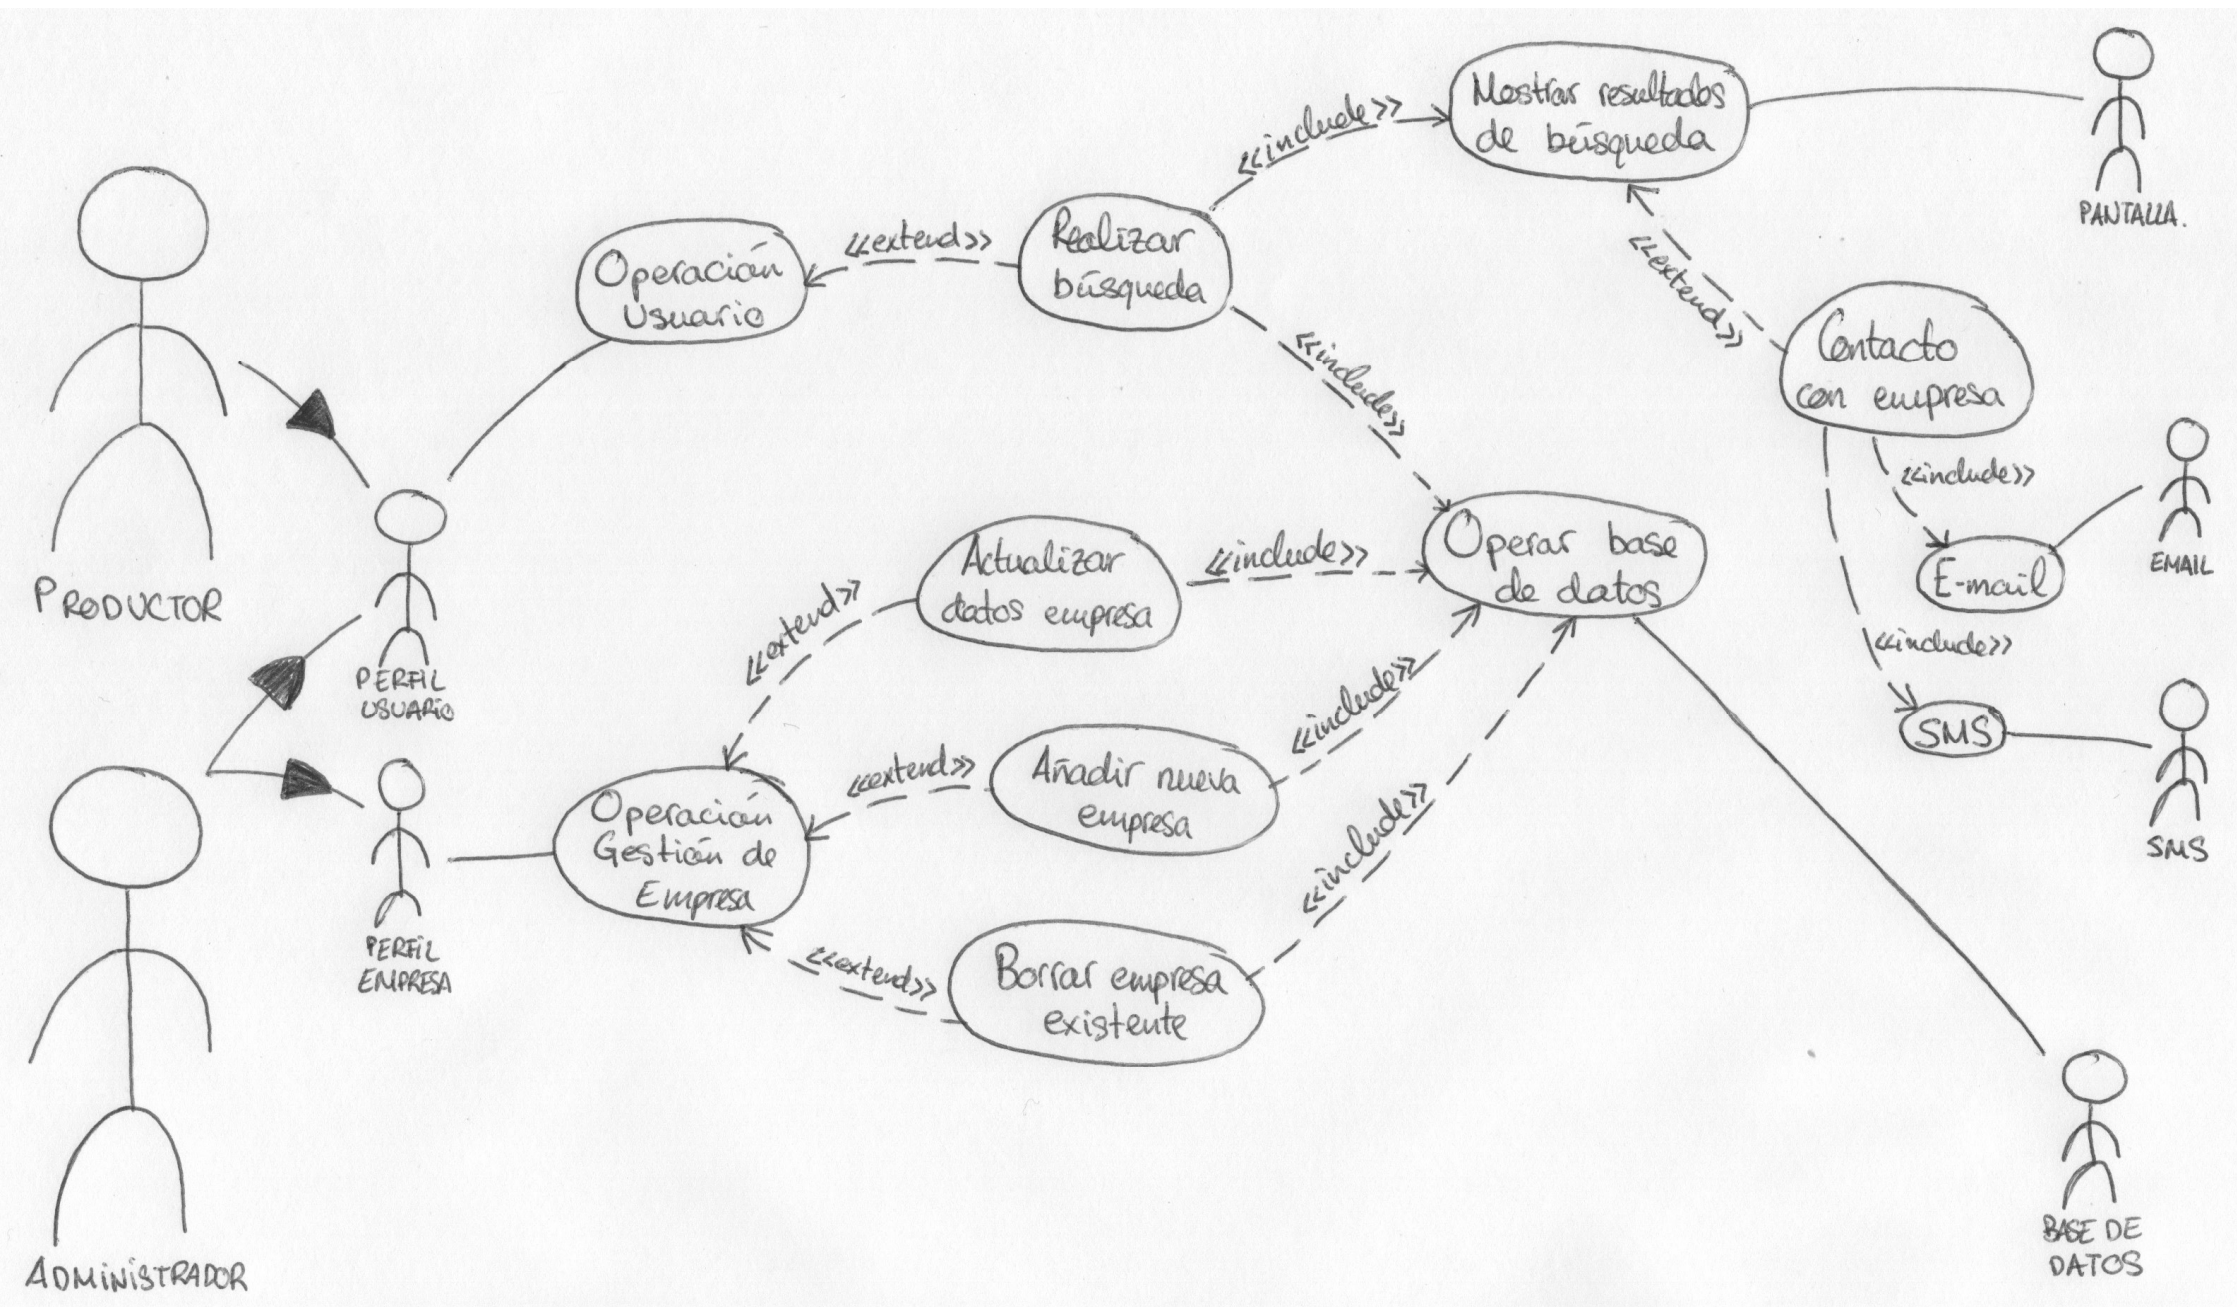 Mostrar resultados
de búsqueda
<<include>>
PANTALLA.
Realizar
búsqueda
<<extend>>
Operación
Usuario
<<extend>>
Contacto
con empresa
<<include>>
<<include>>
E-mail
EMAIL
<<include>>
SMS
SMS
PRODUCTOR
PERFIL
USUARIO
Actualizar
datos empresa
<<include>>
Operar base
de datos
<<extend>>
<<include>>
Añadir nueva
empresa
<<extend>>
Operación
Gestión de
Empresa
<<include>>
PERFIL
EMPRESA
<<extend>>
Borrar empresa
existente
ADMINISTRADOR
BASE DE
DATOS